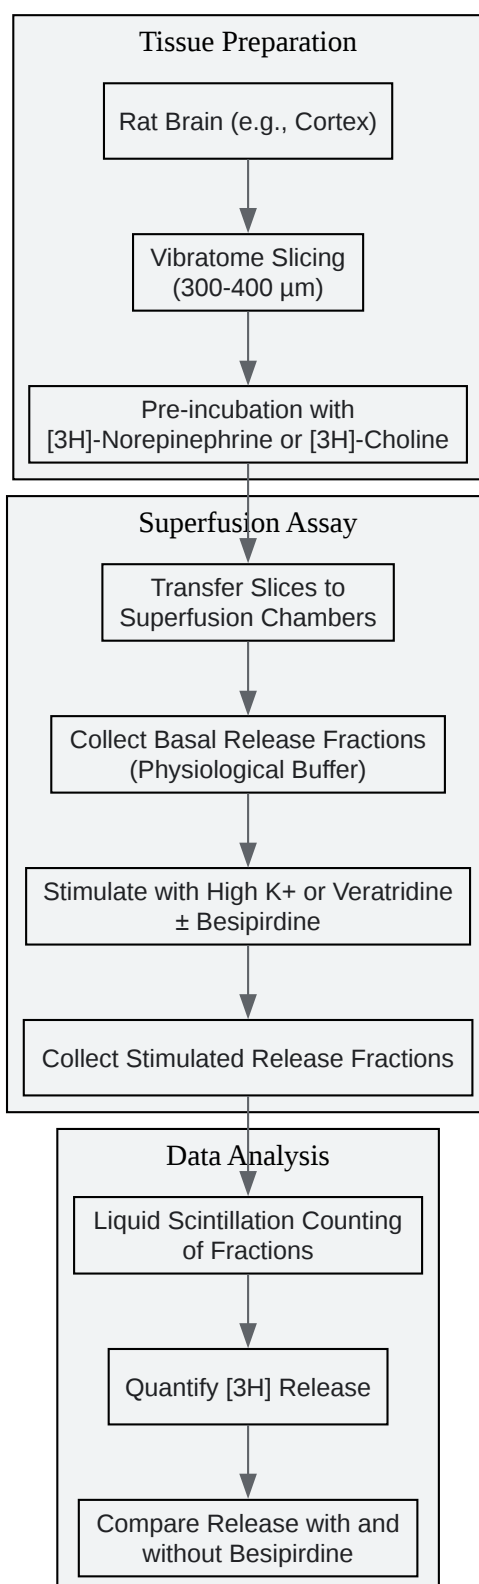 Tissue Preparation
Rat Brain (e.g., Cortex)
Vibratome Slicing
(300-400 µm)
Pre-incubation with
[3H]-Norepinephrine or [3H]-Choline
Superfusion Assay
Transfer Slices to
Superfusion Chambers
Collect Basal Release Fractions
(Physiological Buffer)
Stimulate with High K+ or Veratridine
± Besipirdine
Collect Stimulated Release Fractions
Data Analysis
Liquid Scintillation Counting
of Fractions
Quantify [3H] Release
Compare Release with and
without Besipirdine